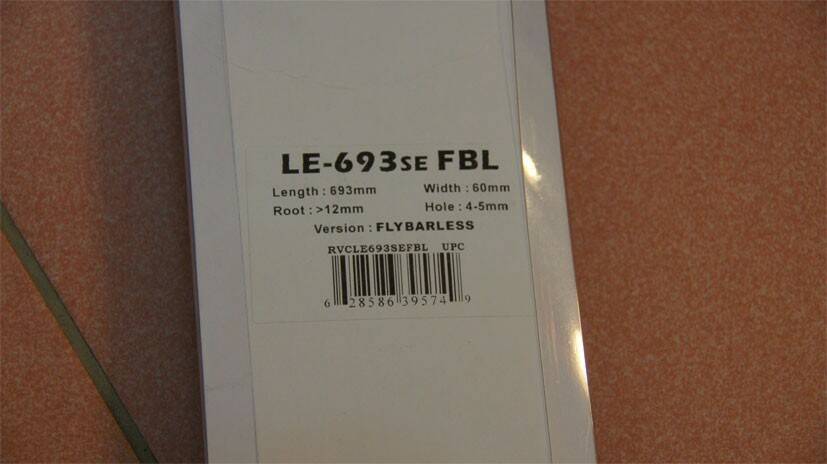 LE-693SE FBL
Length : 693mm Width : 60mm
Root : >12mm Hole : 4-5mm
Version : FLYBARLESS
RVCLE693SEFBL UPC
6 28586 39574 9